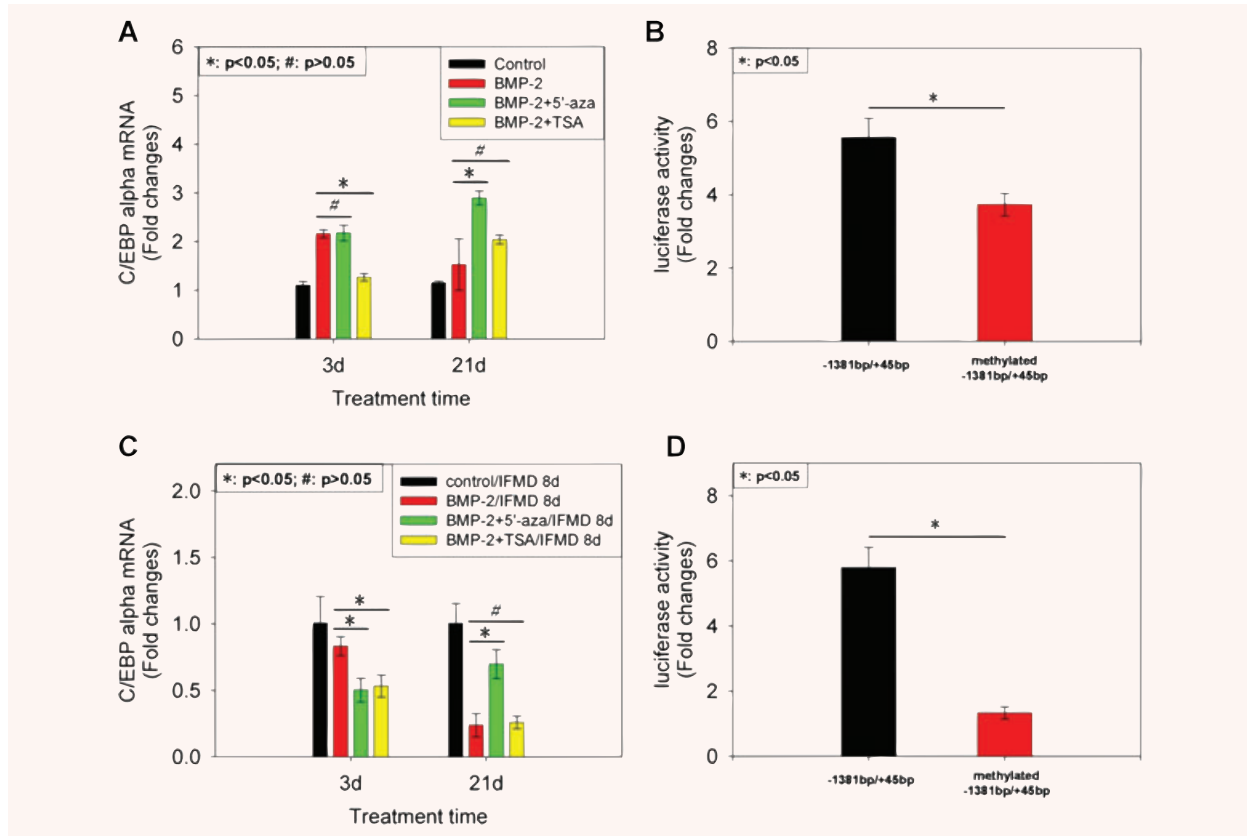 A
C/EBP alpha mRNA
(Fold changes)
6
5
4
3
2
1
0
*: p<0.05; #: p>0.05
Control
BMP-2
BMP-2+5'-aza
BMP-2+TSA
*
#
#
*
3d
21d
Treatment time
B
luciferase activity
(Fold changes)
8
6
4
2
0
*: p<0.05
*
-1381bp/+45bp
methylated
-1381bp/+45bp
C
C/EBP alpha mRNA
(Fold changes)
2.0
1.5
1.0
0.5
0.0
*: p<0.05; #: p>0.05
control/IFMD 8d
BMP-2/IFMD 8d
BMP-2+5'-aza/IFMD 8d
BMP-2+TSA/IFMD 8d
*
*
#
*
3d
21d
Treatment time
D
luciferase activity
(Fold changes)
8
6
4
2
0
*: p<0.05
*
-1381bp/+45bp
methylated
-1381bp/+45bp